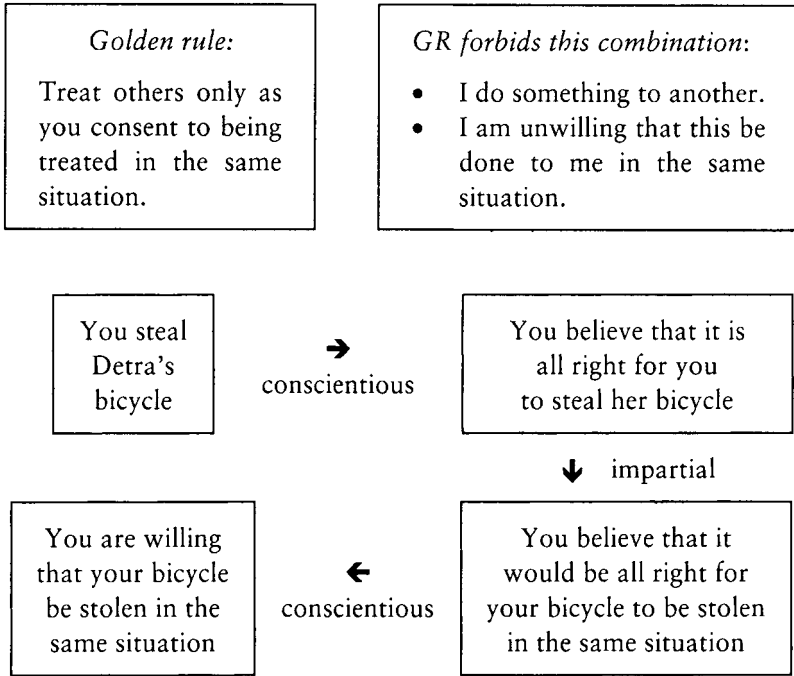 Golden rule:
Treat others only as
you consent to being
treated in the same
situation.
GR forbids this combination:
• I do something to another.
• I am unwilling that this be
done to me in the same
situation.
You steal
Detra's
bicycle
→
conscientious
You believe that it is
all right for you
to steal her bicycle
↓ impartial
You are willing
that your bicycle
be stolen in the
same situation
←
conscientious
You believe that it
would be all right for
your bicycle to be stolen
in the same situation